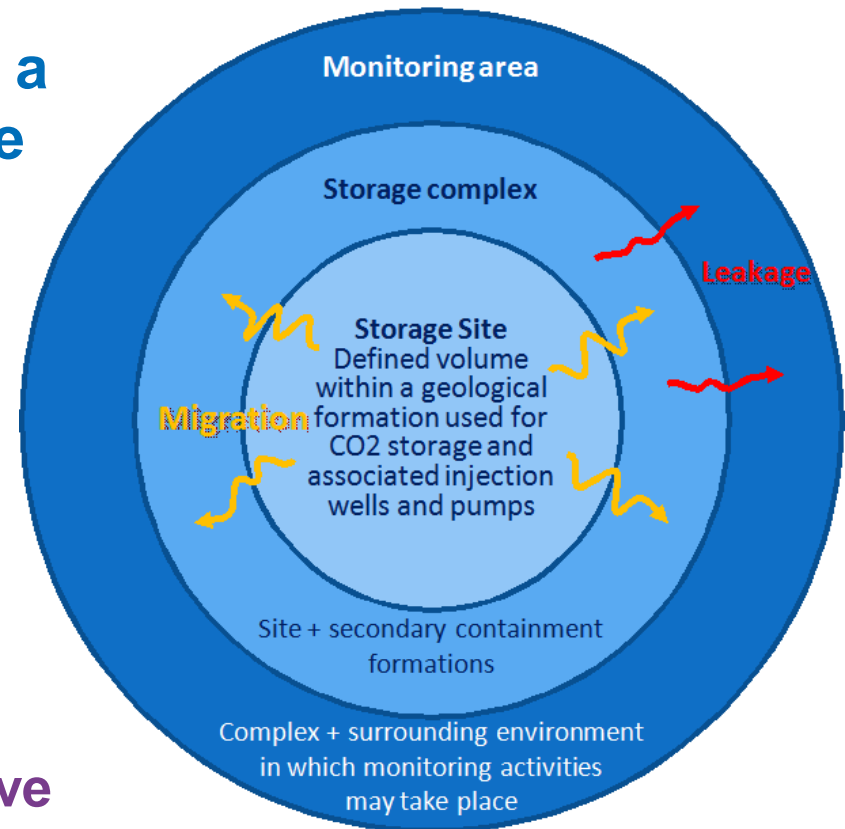 a
e
Monitoring area
Storage complex
Leakage
Storage Site
Defined volume
within a geological
Migration formation used for
CO2 storage and
associated injection
wells and pumps
Site + secondary containment
formations
Complex + surrounding environment
in which monitoring activities
may take place
ve